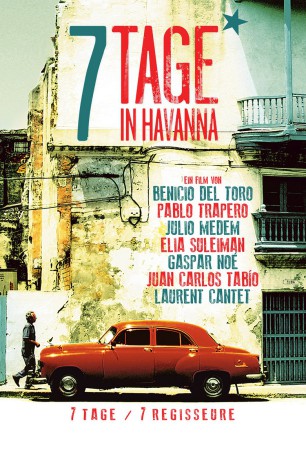 7 TAGE
IN HAVANNA
EIN FILM VON
BENICIO DEL TORO
PABLO TRAPERO
JULIO MEDEM
ELIA SULEIMAN
GASPAR NOÉ
JUAN CARLOS TABÍO
LAURENT CANTET
7 TAGE / 7 REGISSEURE